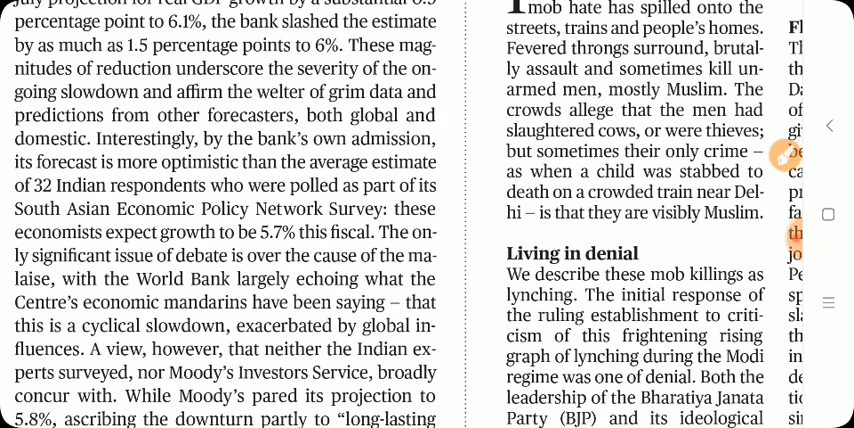 percentage point to 6.1%, the bank slashed the estimate
by as much as 1.5 percentage points to 6%. These mag-
nitudes of reduction underscore the severity of the on-
going slowdown and affirm the welter of grim data and
predictions from other forecasters, both global and
domestic. Interestingly, by the bank's own admission,
its forecast is more optimistic than the average estimate
of 32 Indian respondents who were polled as part of its
South Asian Economic Policy Network Survey: these
economists expect growth to be 5.7% this fiscal. The on-
ly significant issue of debate is over the cause of the ma-
laise, with the World Bank largely echoing what the
Centre's economic mandarins have been saying – that
this is a cyclical slowdown, exacerbated by global in-
fluences. A view, however, that neither the Indian ex-
perts surveyed, nor Moody's Investors Service, broadly
concur with. While Moody's pared its projection to
5.8%, ascribing the downturn partly to “long-lasting
mob hate has spilled onto the
streets, trains and people's homes.
Fevered throngs surround, brutal-
ly assault and sometimes kill un-
armed men, mostly Muslim. The
crowds allege that the men had
slaughtered cows, or were thieves;
but sometimes their only crime –
as when a child was stabbed to
death on a crowded train near Del-
hi – is that they are visibly Muslim.
Living in denial
We describe these mob killings as
lynching. The initial response of
the ruling establishment to criti-
cism of this frightening rising
graph of lynching during the Modi
regime was one of denial. Both the
leadership of the Bharatiya Janata
Party (BJP) and its ideological